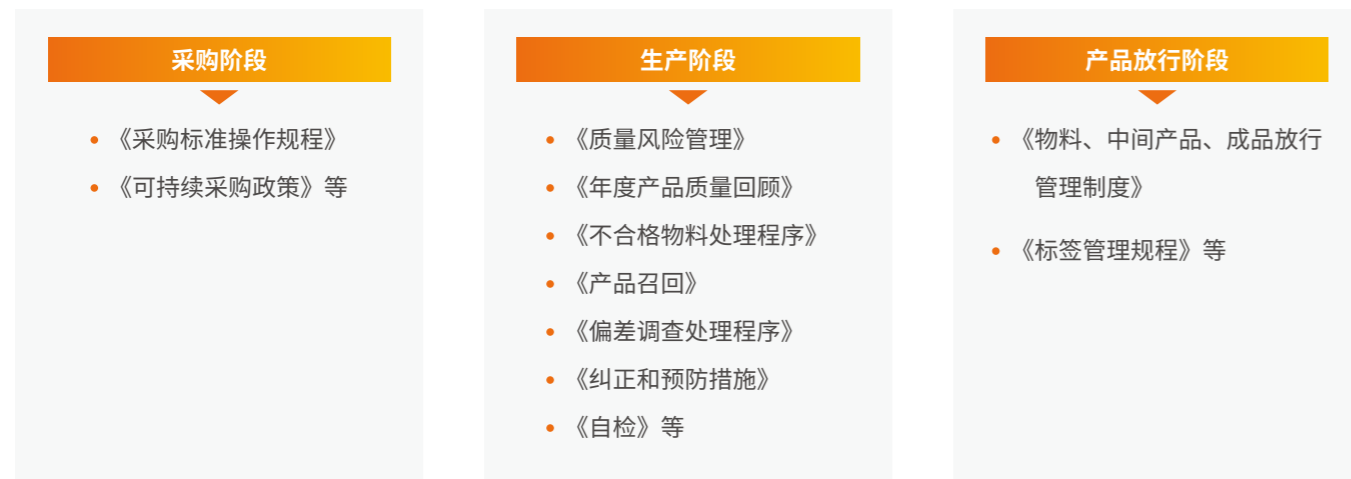 采购阶段
《采购标准操作规程》
《可持续采购政策》等
生产阶段
《质量风险管理》
《年度产品质量回顾》
《不合格物料处理程序》
《产品召回》
《偏差调查处理程序》
《纠正和预防措施》
《自检》等
产品放行阶段
《物料、中间产品、成品放行
管理制度》
《标签管理规程》等